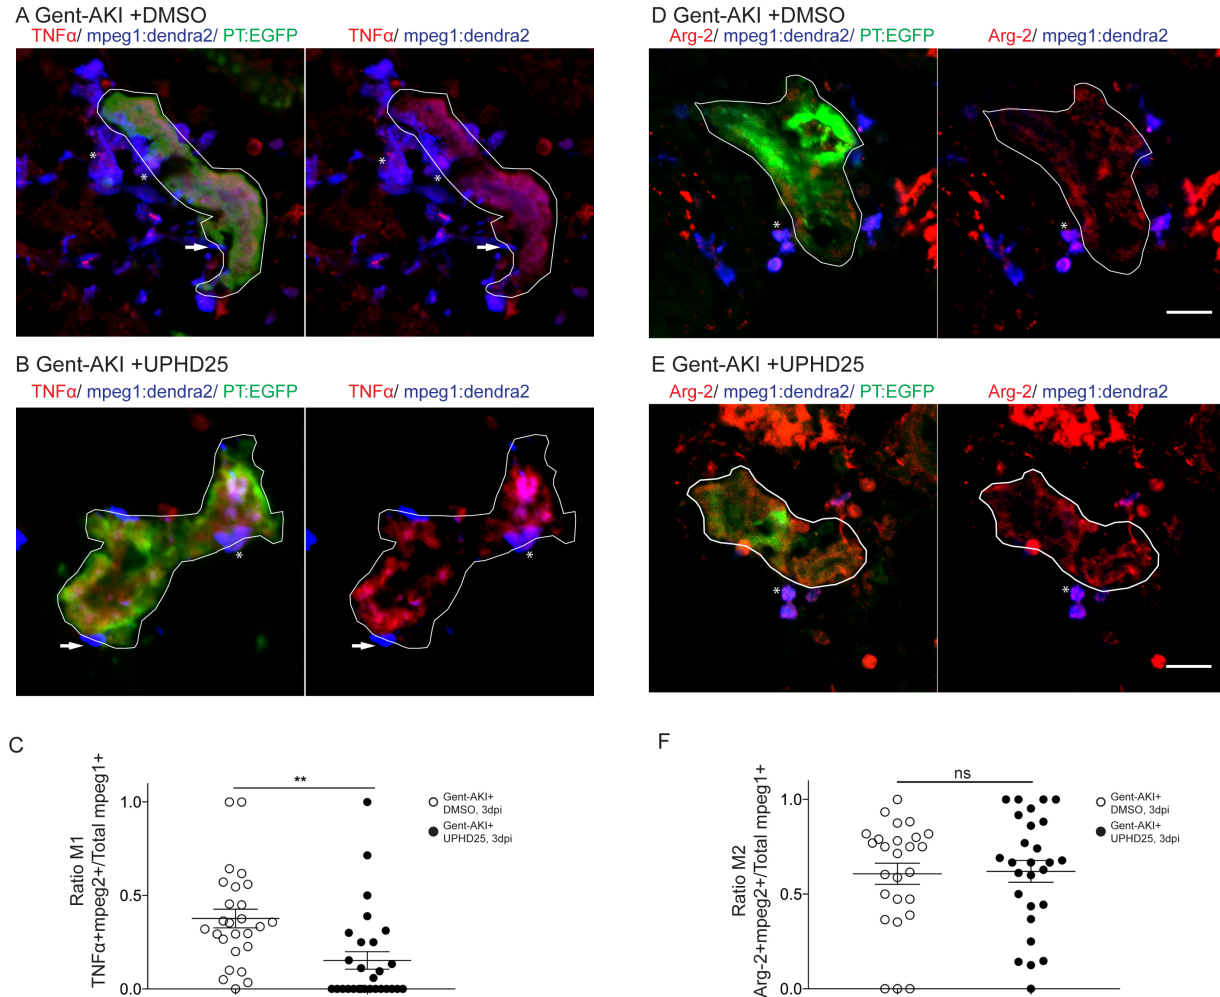 A Gent-AKI +DMSO
TNFα/ mpeg1:dendra2/ PT:EGFP
TNFα/ mpeg1:dendra2
*
*
*
*
B Gent-AKI +UPHD25
TNFα/ mpeg1:dendra2/ PT:EGFP
TNFα/ mpeg1:dendra2
*
*
C
Ratio M1
TNFα+mpeg2+/Total mpeg1+
1.0
0.5
0.0
**
Gent-AKI+
DMSO, 3dpi
Gent-AKI+
UPHD25, 3dpi
D Gent-AKI +DMSO
Arg-2/ mpeg1:dendra2/ PT:EGFP
Arg-2/ mpeg1:dendra2
*
*
E Gent-AKI +UPHD25
Arg-2/ mpeg1:dendra2/ PT:EGFP
Arg-2/ mpeg1:dendra2
*
*
F
Ratio M2
Arg-2+mpeg2+/Total mpeg1+
1.0
0.5
0.0
ns
Gent-AKI+
DMSO, 3dpi
Gent-AKI+
UPHD25, 3dpi